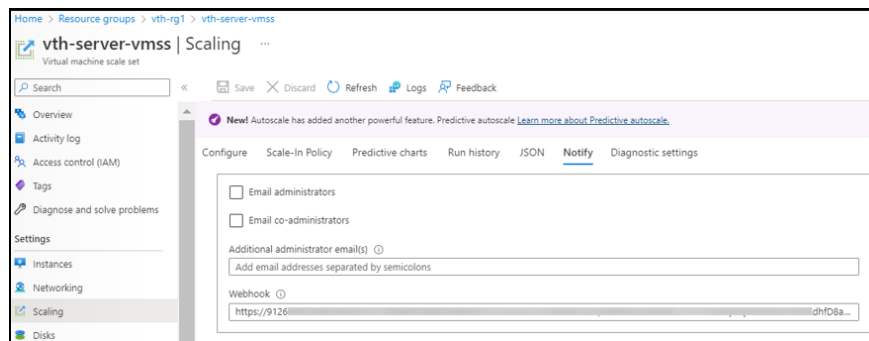 Home > Resource groups > vth-rg1 > vth-server-vmss
vth-server-vmss | Scaling ...
Virtual machine scale set
Search
«
Save Discard Refresh Logs Feedback
Overview
Activity log
Access control (IAM)
Tags
Diagnose and solve problems
Settings
Instances
Networking
Scaling
Disks
New! Autoscale has added another powerful feature. Predictive autoscale Learn more about Predictive autoscale.
Configure Scale-In Policy Predictive charts Run history JSON Notify Diagnostic settings
Email administrators
Email co-administrators
Additional administrator email(s)
Add email addresses separated by semicolons
Webhook
https://9126 dhfD8a...